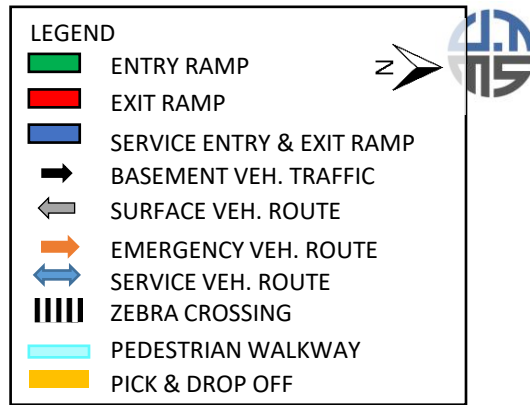 LEGEND
ENTRY RAMP
N
EXIT RAMP
SERVICE ENTRY & EXIT RAMP
BASEMENT VEH. TRAFFIC
SURFACE VEH. ROUTE
EMERGENCY VEH. ROUTE
SERVICE VEH. ROUTE
ZEBRA CROSSING
PEDESTRIAN WALKWAY
PICK & DROP OFF